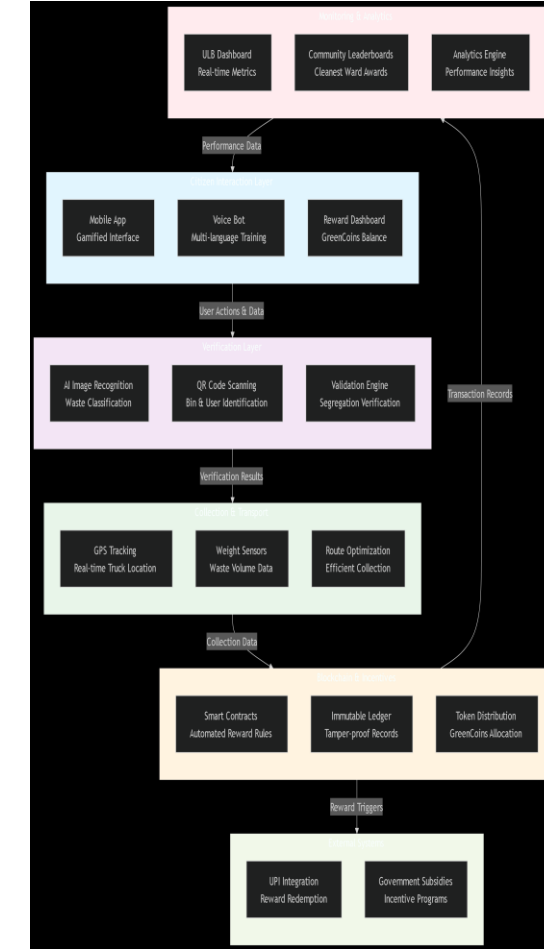 Monitoring & Analytics
ULB Dashboard
Real-time Metrics
Community Leaderboards
Cleanest Ward Awards
Analytics Engine
Performance Insights
Performance Data
Mobile App
Gamified Interface
Voice Bot
Multi-language Training
Reward Dashboard
GreenCoins Balance
User Actions & Data
Verification Layer
AI Image Recognition
Waste Classification
QR Code Scanning
Bin & User Identification
Validation Engine
Segregation Verification
Transaction Records
Verification Results
Collection & Transport
GPS Tracking
Real-time Truck Location
Weight Sensors
Waste Volume Data
Route Optimization
Efficient Collection
Collection Data
Smart Contracts
Automated Reward Rules
Immutable Ledger
Tamper-proof Records
Token Distribution
GreenCoins Allocation
Reward Triggers
UPI Integration
Reward Redemption
Government Subsidies
Incentive Programs